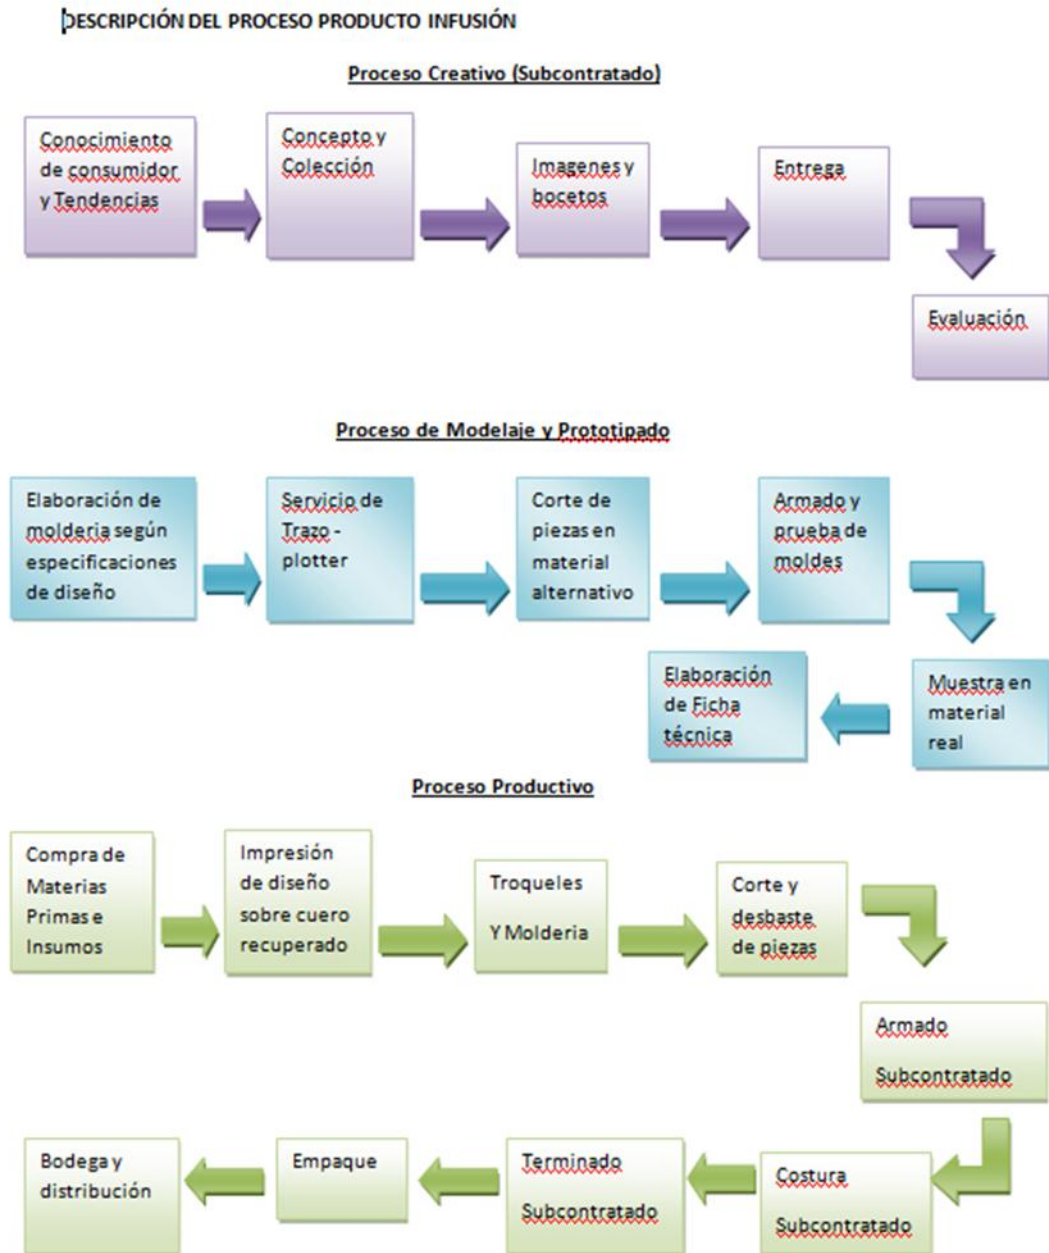 DESCRIPCIÓN DEL PROCESO PRODUCTO INFUSIÓN
Proceso Creativo (Subcontratado)
Conocimiento
de consumidor
y Tendencias
Concepto y
Colección
Imagenes y
bocetos
Entrega
Evaluación
Proceso de Modelaje y Prototipado
Elaboración de
molderia según
especificaciones
de diseño
Servicio de
Trazo -
plotter
Corte de
piezas en
material
alternativo
Armado y
prueba de
moldes
Muestra en
material
real
Elaboración
de Ficha
técnica
Proceso Productivo
Compra de
Materias
Primas e
Insumos
Impresión
de diseño
sobre cuero
recuperado
Troqueles
Y Molderia
Corte y
desbaste
de piezas
Armado
Subcontratado
Costura
Subcontratado
Terminado
Subcontratado
Empaque
Bodega y
distribución